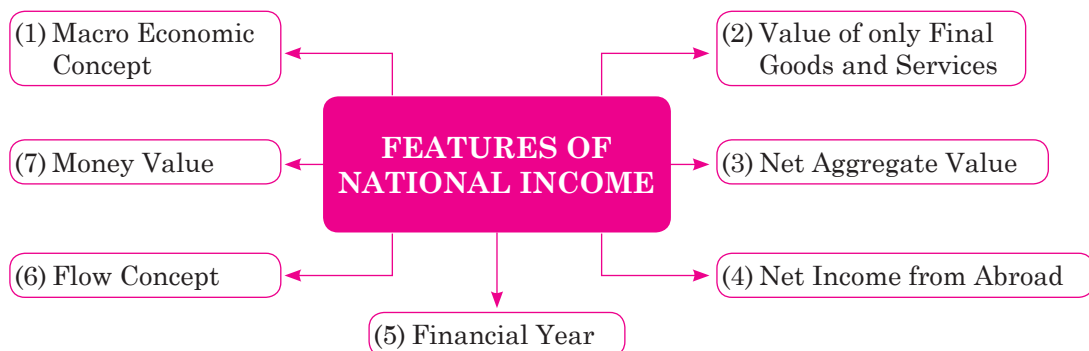 (1) Macro Economic
Concept
(2) Value of only Final
Goods and Services
FEATURES OF
NATIONAL INCOME
(7) Money Value
(3) Net Aggregate Value
(6) Flow Concept
(4) Net Income from Abroad
(5) Financial Year